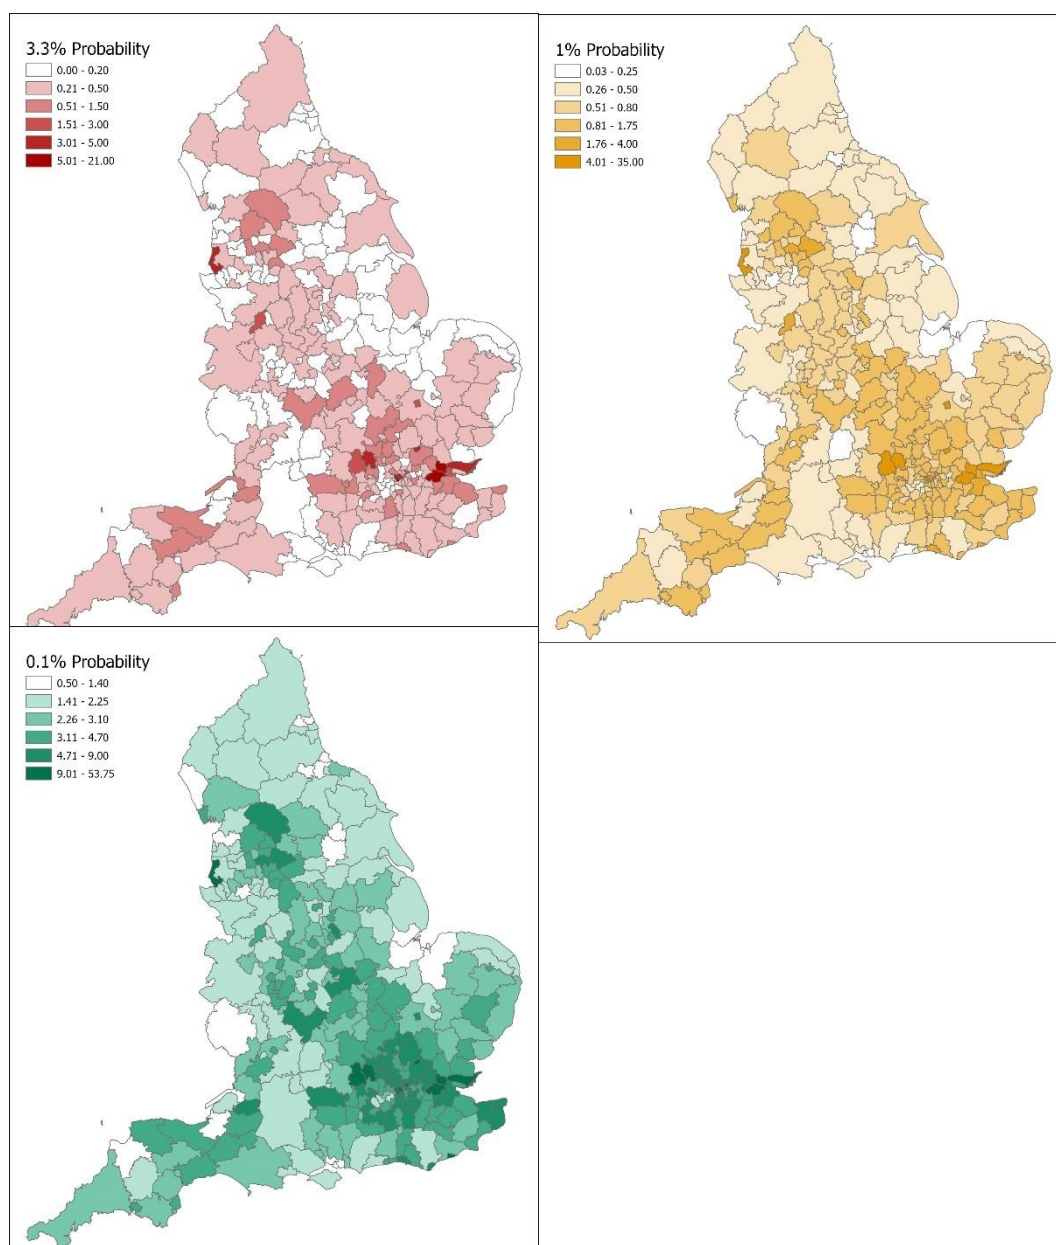 3.3% Probability
0.00 - 0.20
0.21 - 0.50
0.51 - 1.50
1.51 - 3.00
3.01 - 5.00
5.01 - 21.00
1% Probability
0.03 - 0.25
0.26 - 0.50
0.51 - 0.80
0.81 - 1.75
1.76 - 4.00
4.01 - 35.00
0.1% Probability
0.50 - 1.40
1.41 - 2.25
2.26 - 3.10
3.11 - 4.70
4.71 - 9.00
9.01 - 53.75